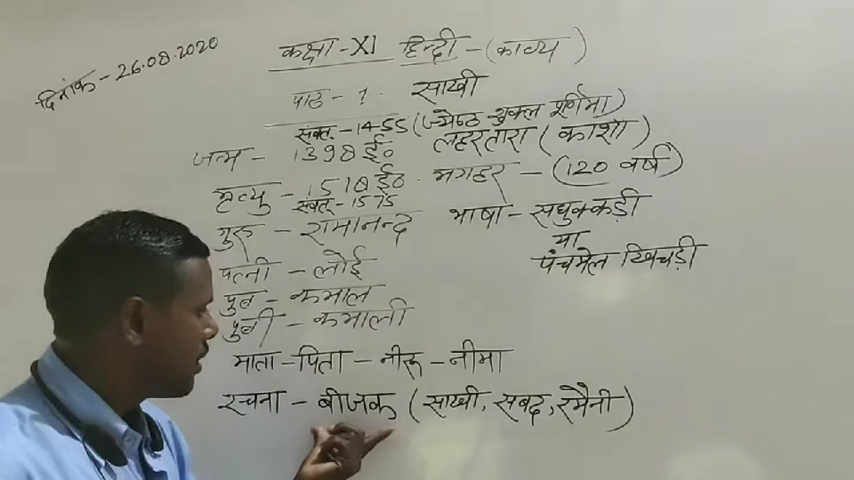 दिनांक - 26.08.2020
कक्षा - XI हिन्दी - (काव्य)
पाठ - 1. साखी
संवत् - 1455 (ज्येष्ठ शुक्ल पूर्णिमा)
जन्म - 1398 ई० लहरतारा (काशी)
मृत्यु - 1518 ई० मगहर - (120 वर्ष)
संवत् - 1575
गुरू - रामानन्द भाषा - सधुक्कड़ी
या
पत्नी - लोई पंचमेल खिचड़ी
पुत्र - कमाल
पुत्री - कमाली
माता - पिता - नीरू - नीमा
रचना - बीजक (साखी, सबद, रमैनी)